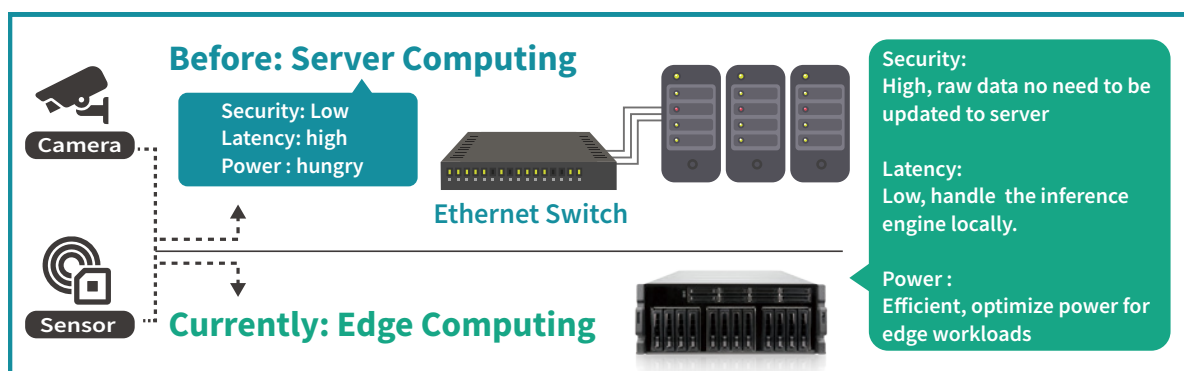 Before: Server Computing
Security: Low
Latency: high
Power : hungry
Camera
Ethernet Switch
Sensor
Currently: Edge Computing
Security:
High, raw data no need to be
updated to server
Latency:
Low, handle  the inference
engine locally.
Power :
Efficient, optimize power for
edge workloads